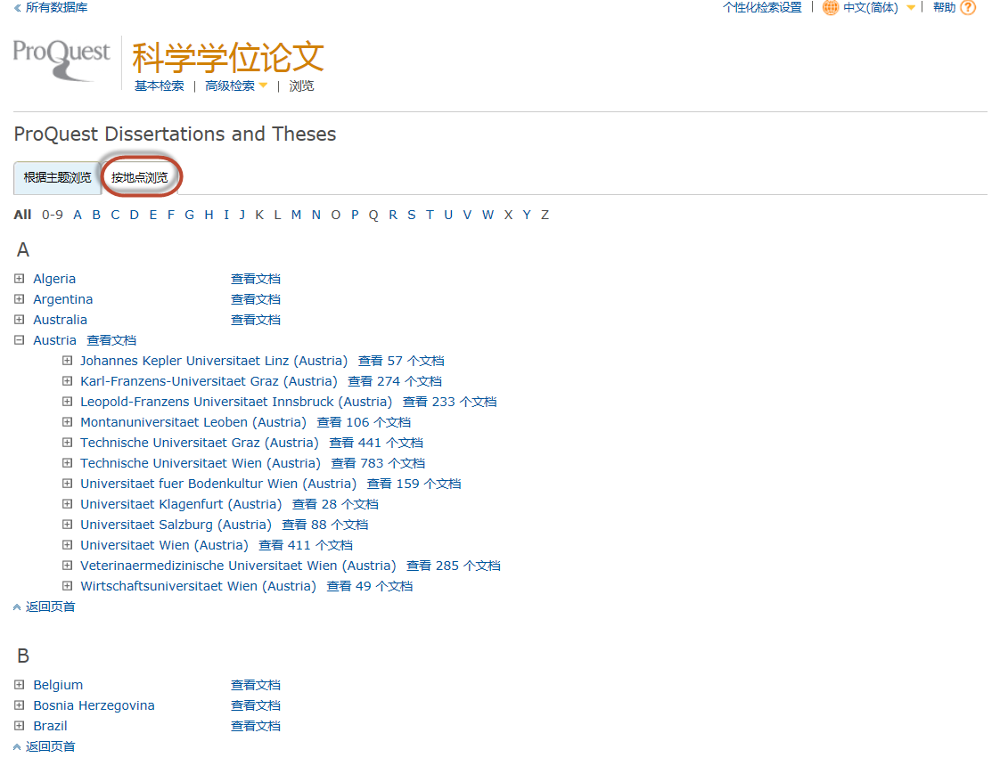 « 所有数据库 个性化检索设置 | 中文(简体) | 帮助 ?
ProQuest 科学学位论文
基本检索 | 高级检索 | 浏览
ProQuest Dissertations and Theses
根据主题浏览 按地点浏览
All 0-9 A B C D E F G H I J K L M N O P Q R S T U V W X Y Z
A
Algeria 查看文档
Argentina 查看文档
Australia 查看文档
Austria 查看文档
Johannes Kepler Universitaet Linz (Austria) 查看 57 个文档
Karl-Franzens-Universitaet Graz (Austria) 查看 274 个文档
Leopold-Franzens Universitaet Innsbruck (Austria) 查看 233 个文档
Montanuniversitaet Leoben (Austria) 查看 106 个文档
Technische Universitaet Graz (Austria) 查看 441 个文档
Technische Universitaet Wien (Austria) 查看 783 个文档
Universitaet fuer Bodenkultur Wien (Austria) 查看 159 个文档
Universitaet Klagenfurt (Austria) 查看 28 个文档
Universitaet Salzburg (Austria) 查看 88 个文档
Universitaet Wien (Austria) 查看 411 个文档
Veterinaermedizinische Universitaet Wien (Austria) 查看 285 个文档
Wirtschaftsuniversitaet Wien (Austria) 查看 49 个文档
返回页首
B
Belgium 查看文档
Bosnia Herzegovina 查看文档
Brazil 查看文档
返回页首